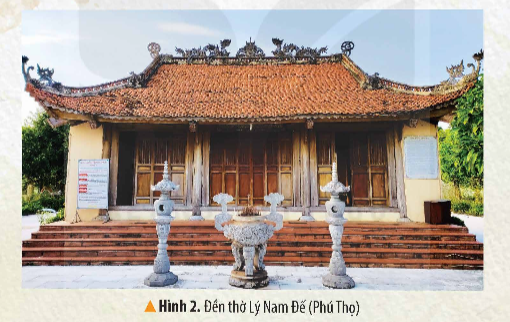 Hình 2. Đền thờ Lý Nam Đế (Phú Thọ)